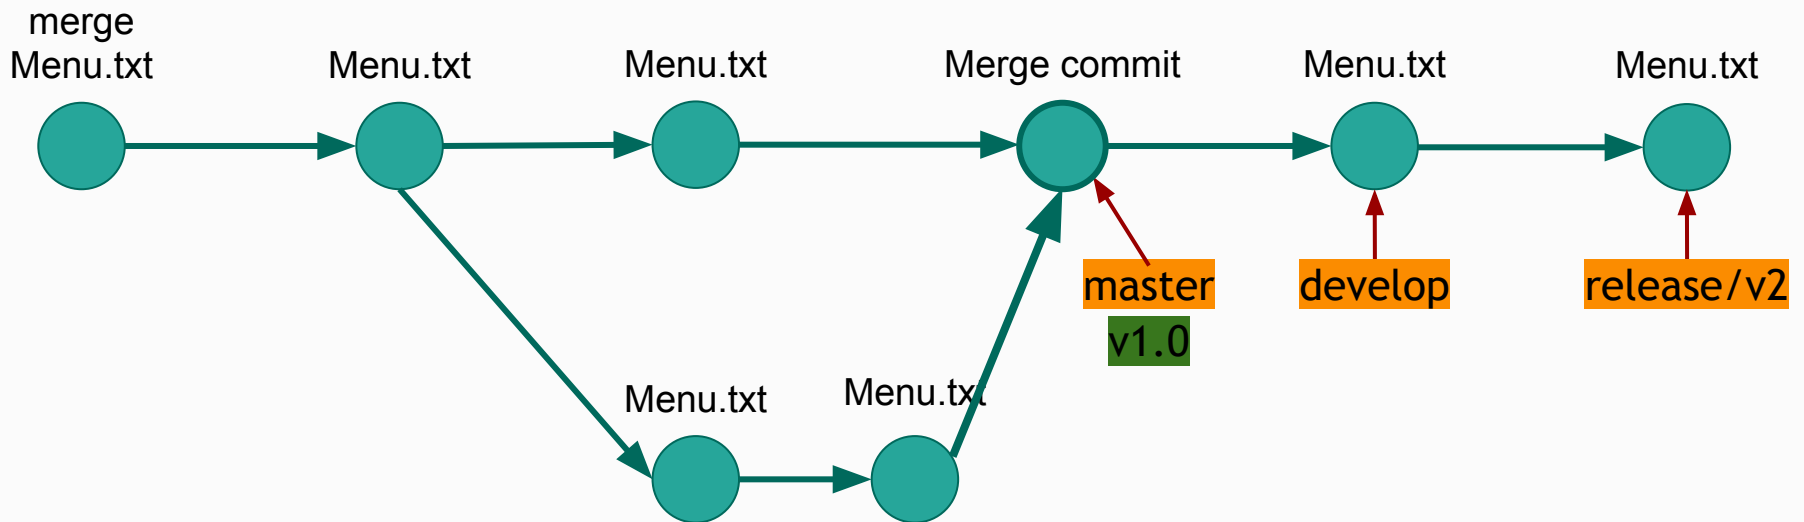 merge
Menu.txt
Menu.txt
Menu.txt
Merge commit
Menu.txt
Menu.txt
master
develop
release/v2
v1.0
Menu.txt
Menu.txt